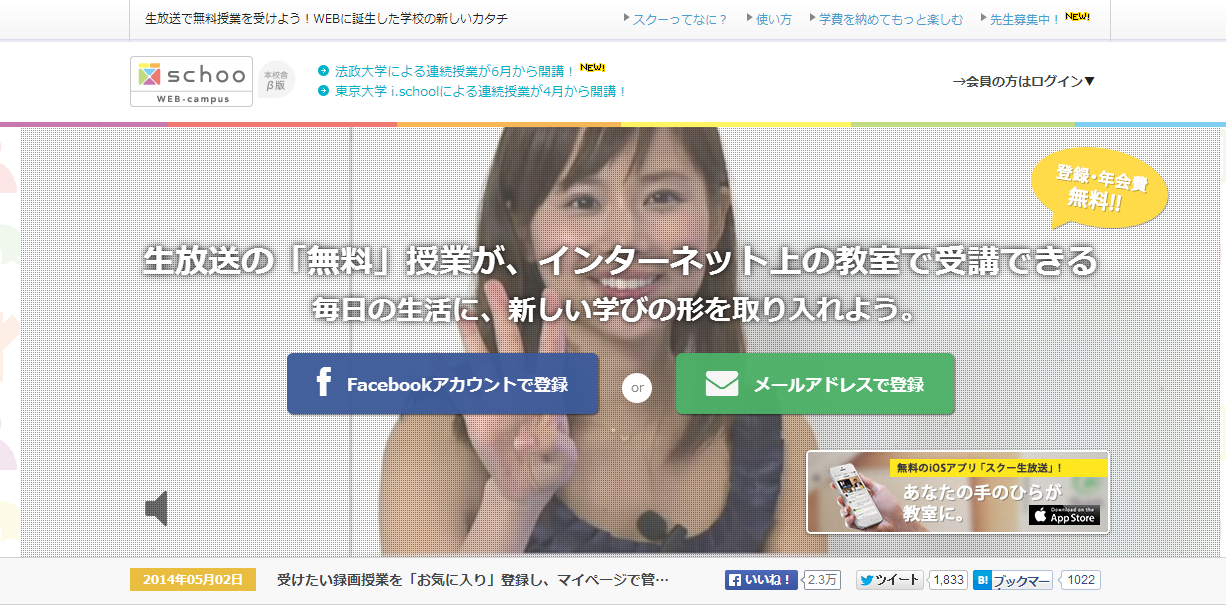 生放送で無料授業を受けよう！WEBに誕生した学校の新しいカタチ
スクーってなに？
使い方
学費を納めてもっと楽しむ
先生募集中！ NEW!
schoo
WEB-campus
本校舎
β版
法政大学による連続授業が6月から開講！ NEW!
東京大学 i.schoolによる連続授業が4月から開講！
→会員の方はログイン▼
登録・年会費
無料!!
生放送の「無料」授業が、インターネット上の教室で受講できる
毎日の生活に、新しい学びの形を取り入れよう。
f Facebookアカウントで登録
or
メールアドレスで登録
無料のiOSアプリ「スクー生放送」！
あなたの手のひらが
教室に。
Download on the
App Store
2014年05月02日
受けたい録画授業を「お気に入り」登録し、マイページで管…
いいね！
2.3万
ツイート
1,833
B! ブックマー
1022